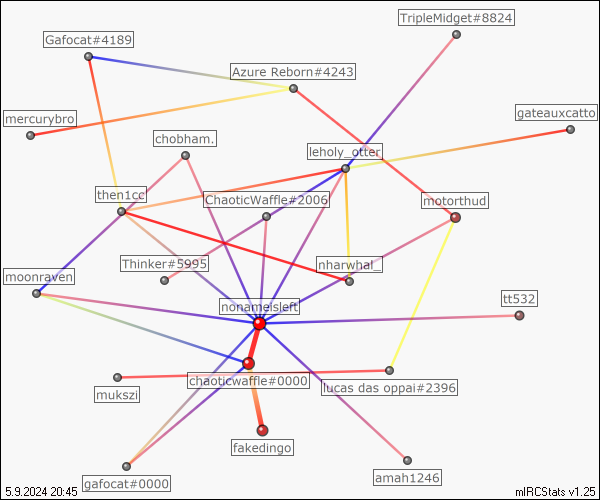 TripleMidget#8824
Gafocat#4189
Azure Reborn#4243
mercurybro
gateauxcatto
chobham.
leholy_otter
then1cc
ChaoticWaffle#2006
motorthud
Thinker#5995
nharwhal_
moonraven
nonameisleft
tt532
chaoticwaffle#0000
lucas das oppai#2396
mukszi
fakedingo
gafocat#0000
amah1246
5.9.2024 20:45
mIRCStats v1.25